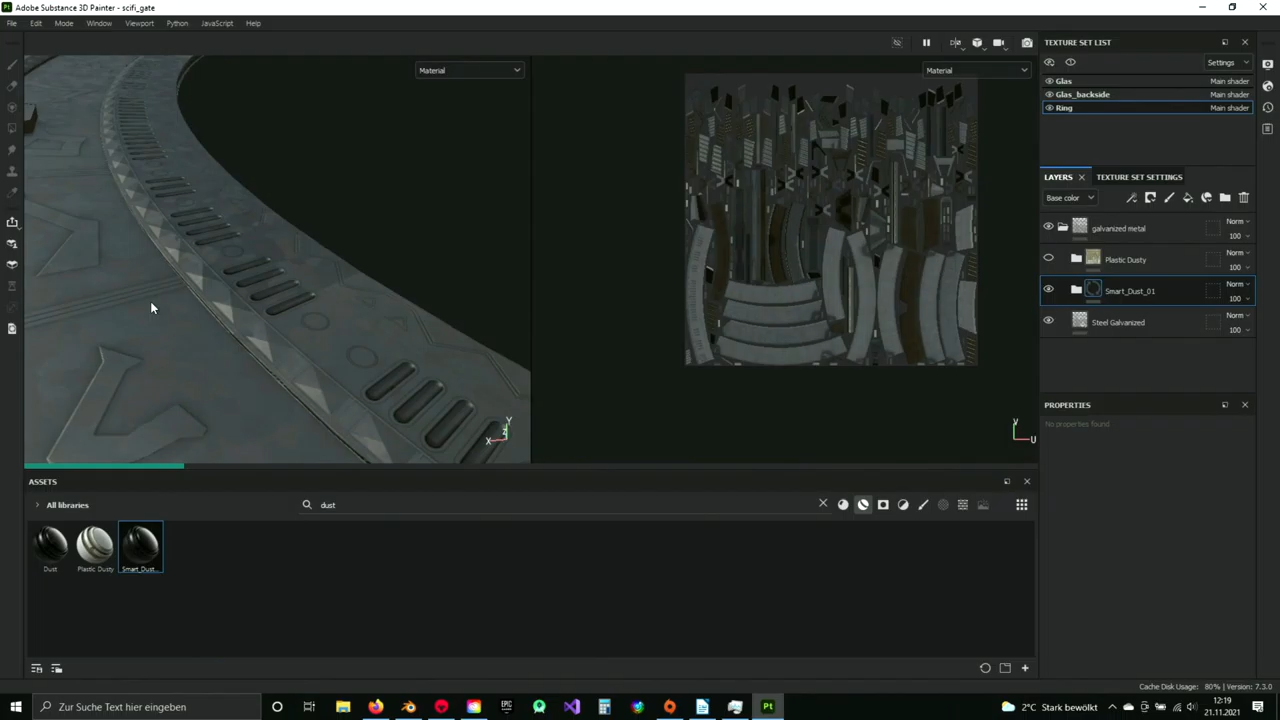 Adobe Substance 3D Painter - scifi_gate
File Edit Mode Window Viewport Python JavaScript Help
Material
Material
TEXTURE SET LIST
Settings
Glas Main shader
Glas_backside Main shader
Ring Main shader
LAYERS TEXTURE SET SETTINGS
Base color
galvanized metal Norm 100
Plastic Dusty Norm 100
Smart_Dust_01 Norm 100
Steel Galvanized Norm 100
PROPERTIES
No properties found
Y
Z
X
V
U
ASSETS
All libraries
dust
Dust Plastic Dusty Smart_Dust...
Cache Disk Usage: 80% | Version: 7.3.0
Zur Suche Text hier eingeben
2°C Stark bewölkt
12:19
21.11.2021